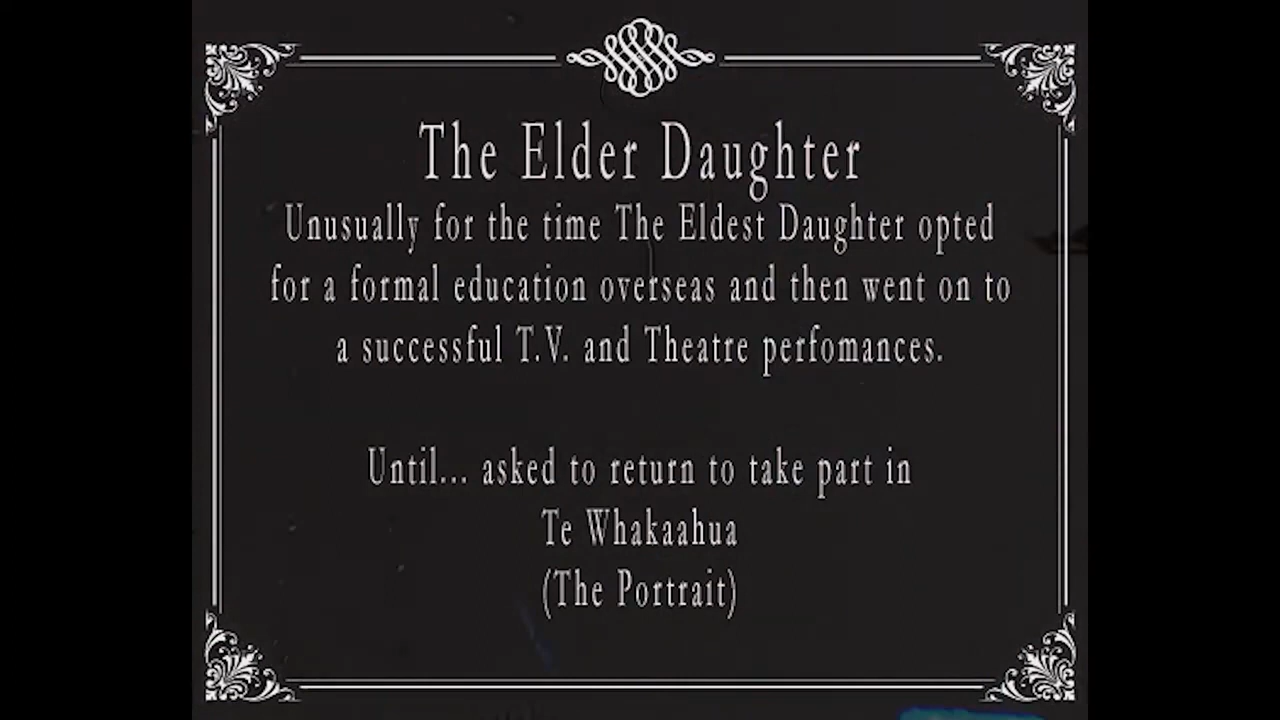 The Elder Daughter
Unusually for the time The Eldest Daughter opted
for a formal education overseas and then went on to
a successful T.V. and Theatre perfomances.
Until... asked to return to take part in
Te Whakaahua
(The Portrait)